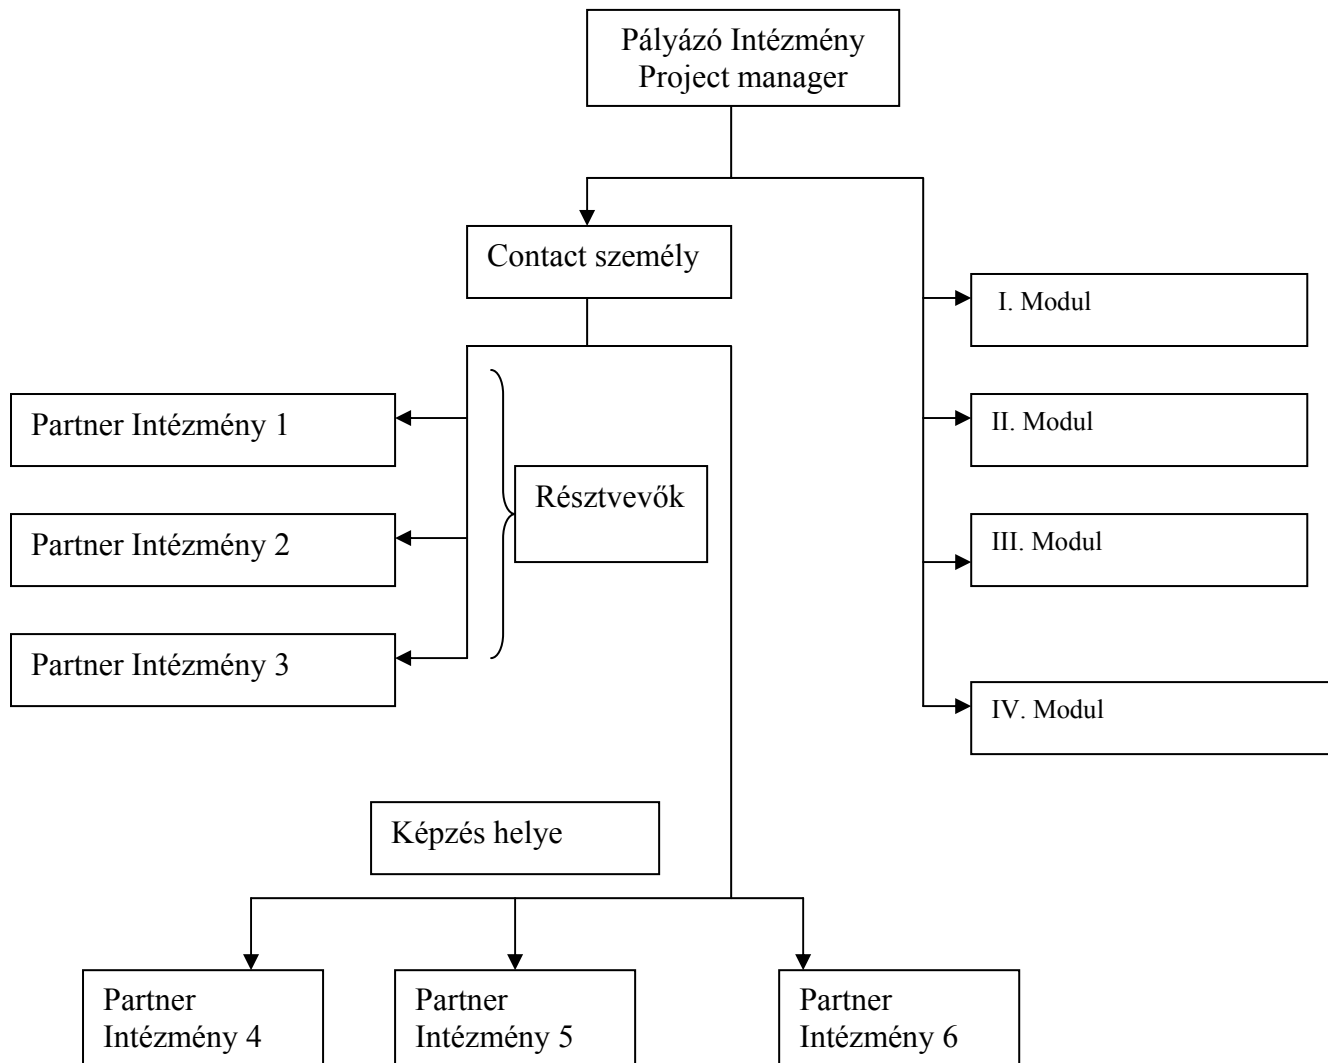 Pályázó Intézmény
Project manager
Contact személy
I. Modul
Partner Intézmény 1
II. Modul
Résztvevők
Partner Intézmény 2
III. Modul
Partner Intézmény 3
IV. Modul
Képzés helye
Partner
Intézmény 4
Partner
Intézmény 5
Partner
Intézmény 6